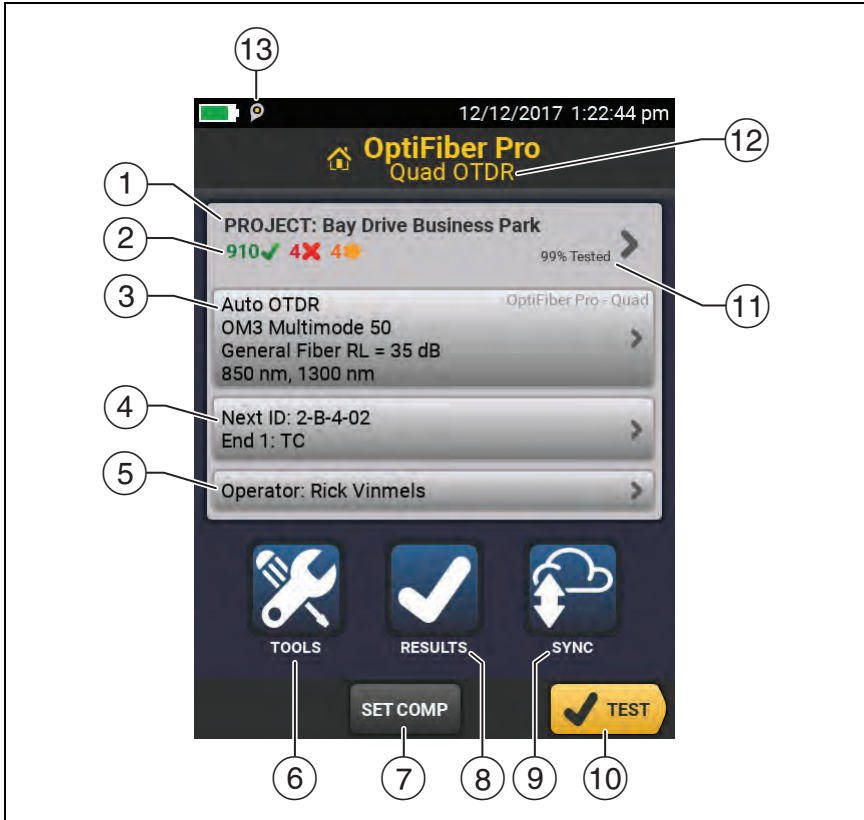 13
12/12/2017 1:22:44 pm
OptiFiber Pro
Quad OTDR
12
1
PROJECT: Bay Drive Business Park
2
910 4 4
99% Tested
11
3
Auto OTDR
OptiFiber Pro - Quad
OM3 Multimode 50
General Fiber RL = 35 dB
850 nm, 1300 nm
4
Next ID: 2-B-4-02
End 1: TC
5
Operator: Rick Vinmels
TOOLS
RESULTS
SYNC
SET COMP
TEST
6
7
8
9
10